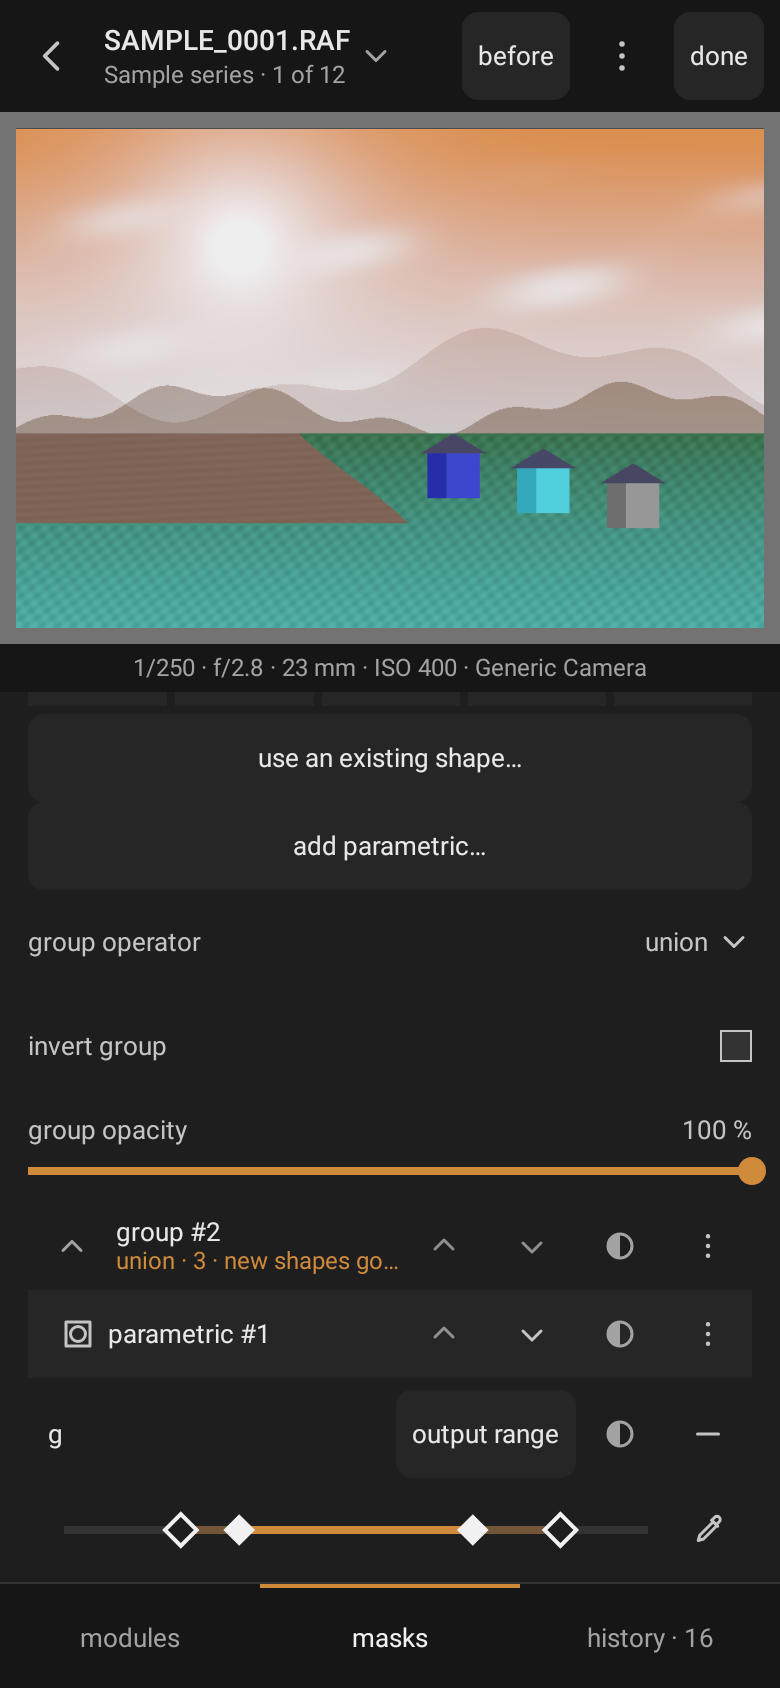 SAMPLE_0001.RAF
Sample series · 1 of 12
before
done
1/250 · f/2.8 · 23 mm · ISO 400 · Generic Camera
use an existing shape…
add parametric…
group operator
union
invert group
group opacity
100 %
group #2
union · 3 · new shapes go…
parametric #1
g
output range
modules
masks
history · 16